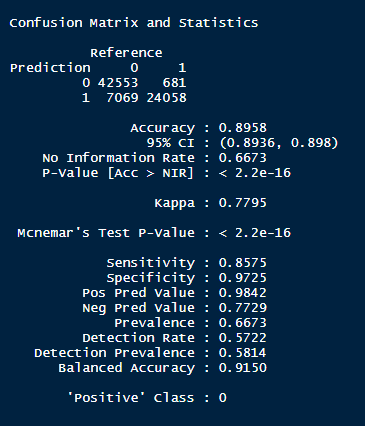 Confusion Matrix and Statistics
Reference
Prediction 0 1
0 42553 681
1 7069 24058
Accuracy : 0.8958
95% CI : (0.8936, 0.898)
No Information Rate : 0.6673
P-Value [Acc > NIR] : < 2.2e-16
Kappa : 0.7795
Mcnemar's Test P-Value : < 2.2e-16
Sensitivity : 0.8575
Specificity : 0.9725
Pos Pred Value : 0.9842
Neg Pred Value : 0.7729
Prevalence : 0.6673
Detection Rate : 0.5722
Detection Prevalence : 0.5814
Balanced Accuracy : 0.9150
'Positive' Class : 0